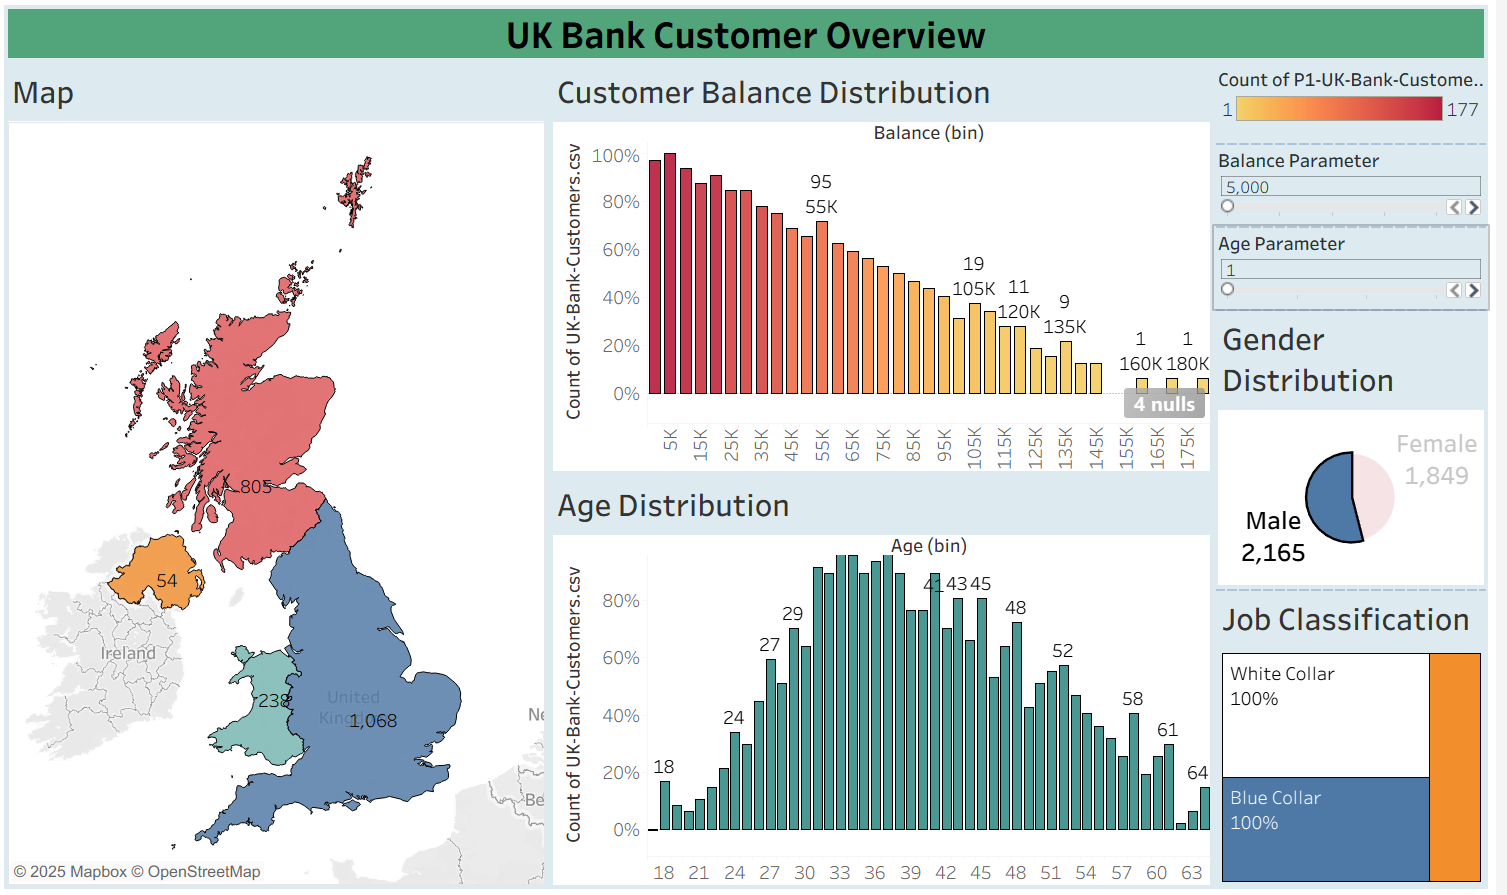 UK Bank Customer Overview
Map
805
54
Ireland
238
United
Kingdom
1,068
Ne
Be
© 2025 Mapbox © OpenStreetMap
Customer Balance Distribution
Balance (bin)
Count of UK-Bank-Customers.csv
100%
80%
60%
40%
20%
0%
95
55K
19
105K
11
120K
9
135K
1
160K
1
180K
4 nulls
5K
15K
25K
35K
45K
55K
65K
75K
85K
95K
105K
115K
125K
135K
145K
155K
165K
175K
Age Distribution
Age (bin)
Count of UK-Bank-Customers.csv
80%
60%
40%
20%
0%
18
24
27
29
41
43
45
48
52
58
61
64
18 21 24 27 30 33 36 39 42 45 48 51 54 57 60 63
Count of P1-UK-Bank-Custome..
1 177
Balance Parameter
5,000
Age Parameter
1
Gender
Distribution
Female
1,849
Male
2,165
Job Classification
White Collar
100%
Blue Collar
100%